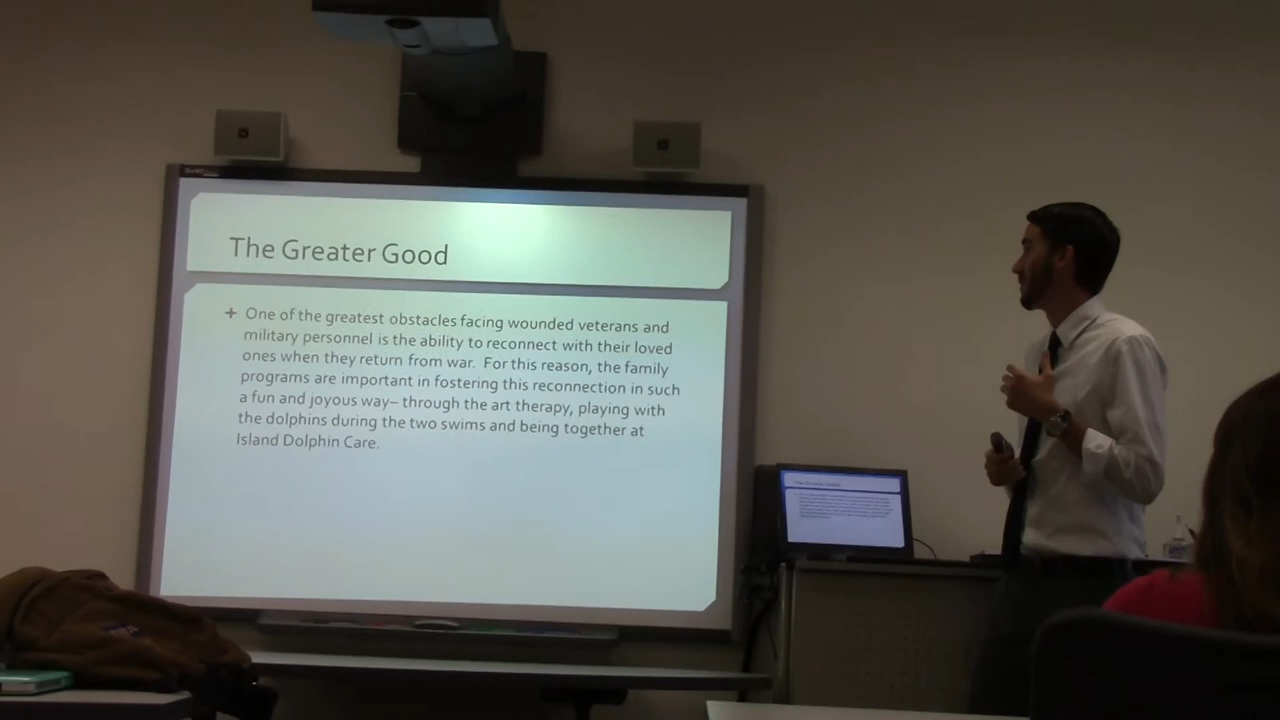 The Greater Good
+ One of the greatest obstacles facing wounded veterans and
military personnel is the ability to reconnect with their loved
ones when they return from war. For this reason, the family
programs are important in fostering this reconnection in such
a fun and joyous way– through the art therapy, playing with
the dolphins during the two swims and being together at
Island Dolphin Care.